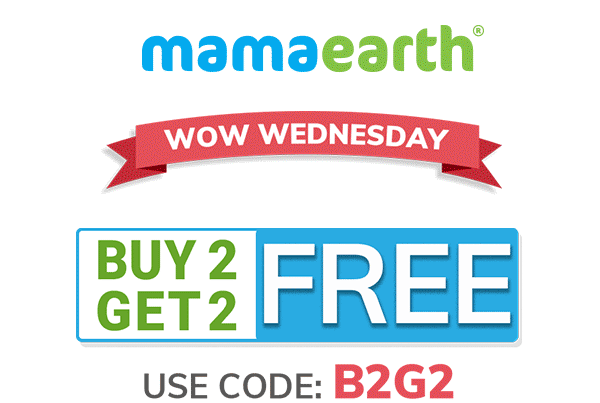 mamaearth®
WOW WEDNESDAY
BUY 2
GET 2
FREE
USE CODE: B2G2